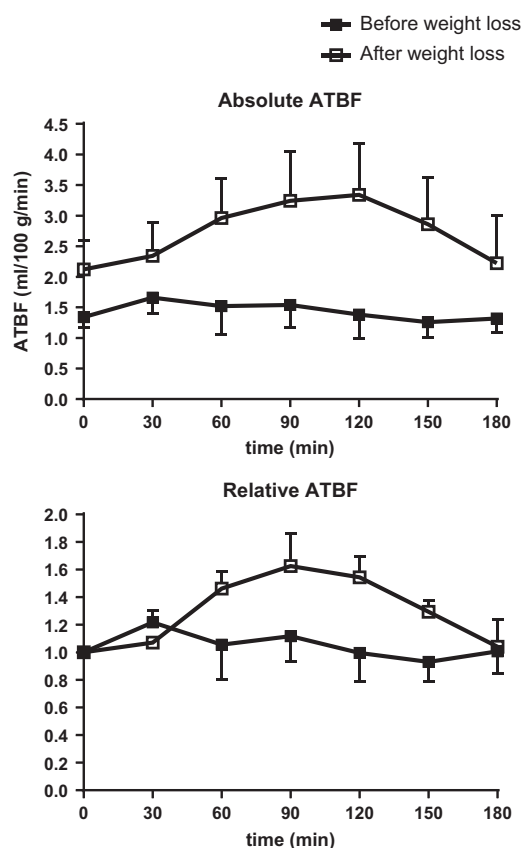 Before weight loss
After weight loss
Absolute ATBF
ATBF (ml/100 g/min)
4.5
4.0
3.5
3.0
2.5
2.0
1.5
1.0
0.5
0.0
0 30 60 90 120 150 180
time (min)
Relative ATBF
2.0
1.8
1.6
1.4
1.2
1.0
0.8
0.6
0.4
0.2
0.0
0 30 60 90 120 150 180
time (min)